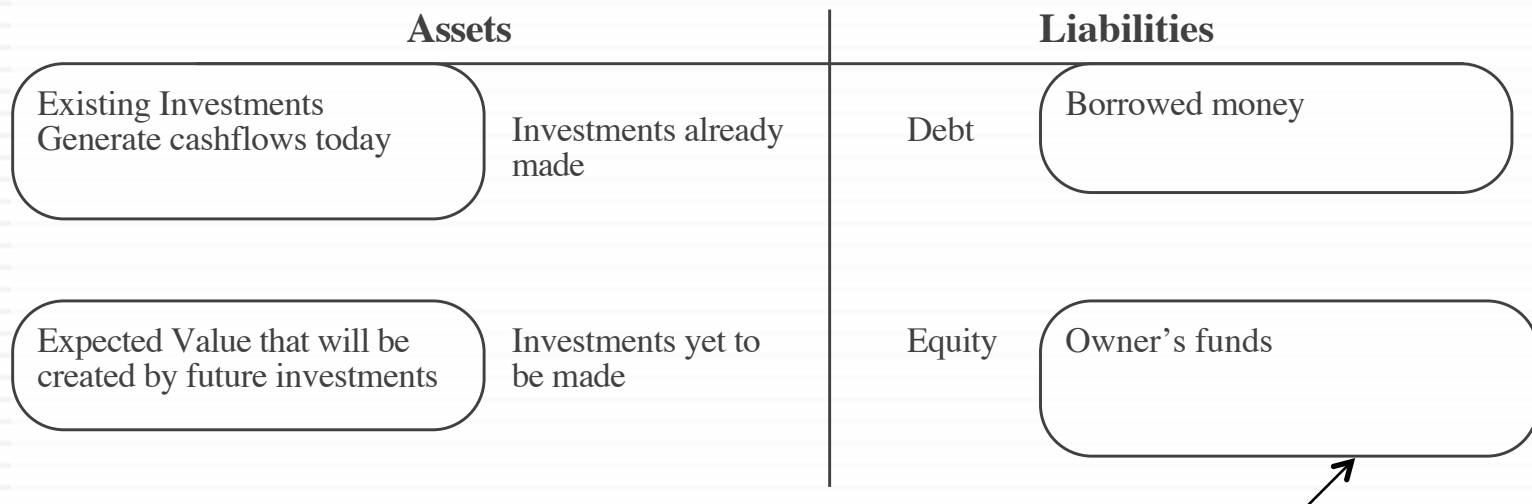 Assets
Liabilities
Existing Investments
Generate cashflows today
Investments already
made
Debt
Borrowed money
Expected Value that will be
created by future investments
Investments yet to
be made
Equity
Owner’s funds